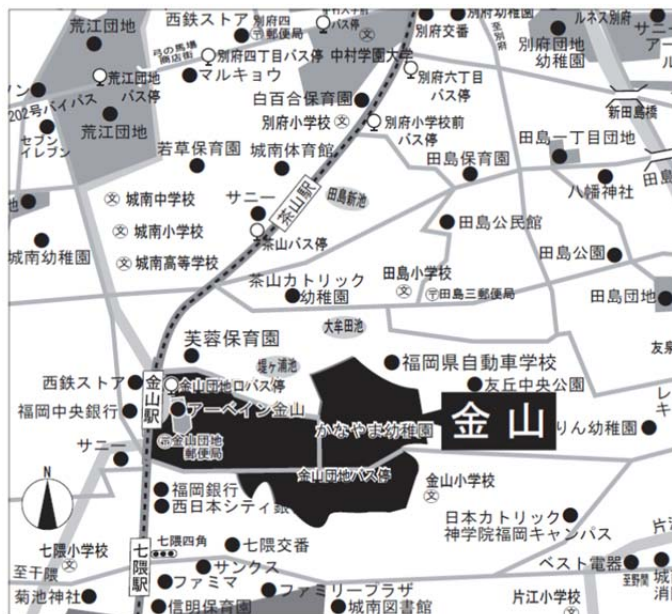 荒江団地
西鉄ストア
別府四
郵便局
バス停
別府交番
別府幼稚園
ルネス別府
サニー
弓の馬場
商店街
別府四丁目バス停
中村学園大学
至別府
別府団地
幼稚園
荒江団地
バス停
マルキョウ
別府六丁目
バス停
202号バイパス
白百合保育園
新田島橋
セブン
イレブン
荒江団地
別府小学校
別府小学校前
バス停
若草保育園
城南体育館
田島保育園
田島一丁目団地
城南中学校
サニー
茶山駅
田島新池
八幡神社
城南小学校
茶山バス停
田島公民館
城南幼稚園
城南高等学校
田島公園
茶山カトリック
幼稚園
田島小学校
田島三郵便局
田島団地
大牟田池
芙蓉保育園
堤ヶ浦池
福岡県自動車学校
西鉄ストア
金山駅
金山団地口バス停
友丘中央公園
福岡中央銀行
アーベイン金山
かなやま幼稚園
金山
りん幼稚園
サニー
金山団地
郵便局
金山団地バス停
金山小学校
N
福岡銀行
西日本シティ銀
日本カトリック
神学院福岡キャンパス
七隈小学校
七隈四角
七隈交番
ベスト電器
至野間
至干隈
七隈駅
サンクス
菊池神社
ファミマ
ファミリープラザ
片江小学校
信明保育園
城南図書館